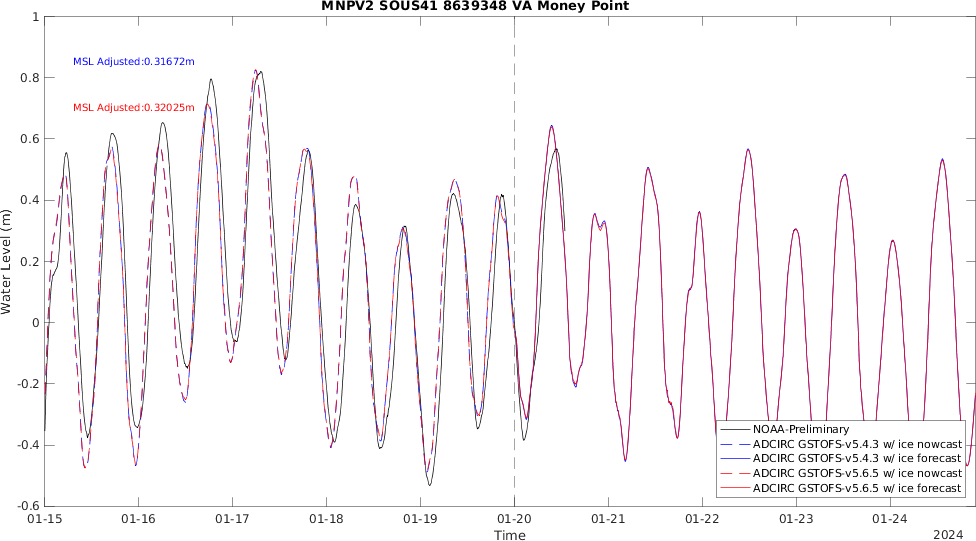 MNPV2 SOUS41 8639348 VA Money Point
1
0.8
0.6
0.4
0.2
0
-0.2
-0.4
-0.6
Water Level (m)
MSL Adjusted:0.31672m
MSL Adjusted:0.32025m
NOAA-Preliminary
ADCIRC GSTOFS-v5.4.3 w/ ice nowcast
ADCIRC GSTOFS-v5.4.3 w/ ice forecast
ADCIRC GSTOFS-v5.6.5 w/ ice nowcast
ADCIRC GSTOFS-v5.6.5 w/ ice forecast
01-15 01-16 01-17 01-18 01-19 01-20 01-21 01-22 01-23 01-24
Time
2024